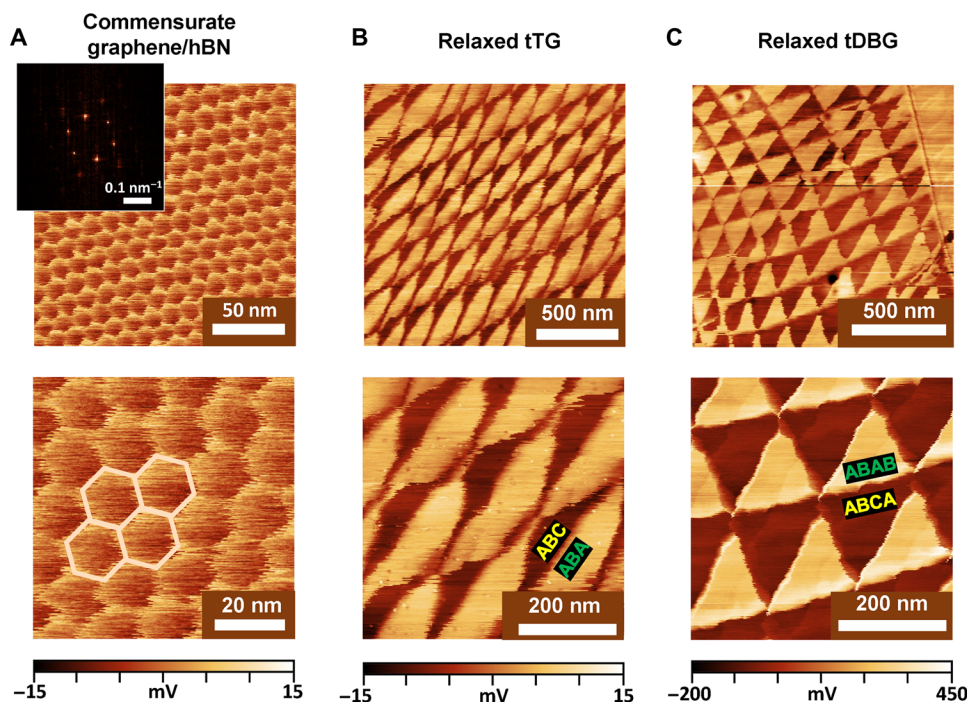 A
Commensurate
graphene/hBN
B
Relaxed tTG
C
Relaxed tDBG
0.1 nm⁻¹
50 nm
500 nm
500 nm
ABC
ABA
ABAB
ABCA
20 nm
200 nm
200 nm
–15 mV 15
–15 mV 15
–200 mV 450